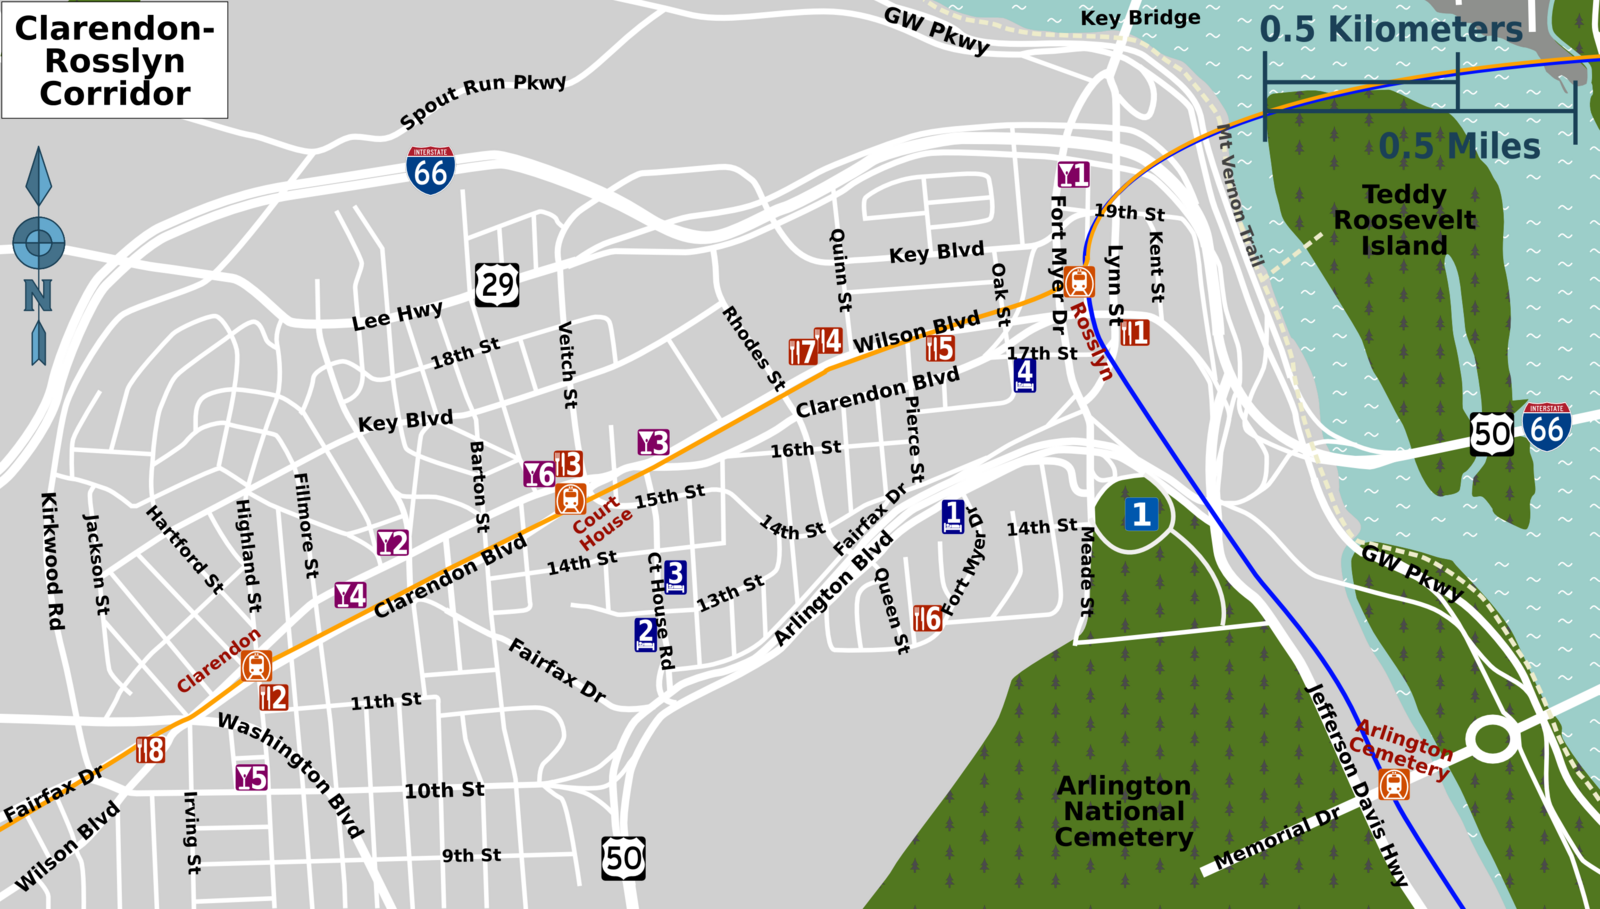 Clarendon-
Rosslyn
Corridor
GW Pkwy
Key Bridge
0.5 Kilometers
0.5 Miles
Spout Run Pkwy
INTERSTATE
66
Mt Vernon Trail
Teddy
Roosevelt
Island
N
29
Lee Hwy
18th St
Key Blvd
Veitch St
Rhodes St
Quinn St
Key Blvd
Oak St
Fort Myer Dr
1
19th St
Lynn St
Kent St
Rosslyn
1
17th St
4
Wilson Blvd
5
4
7
Clarendon Blvd
Pierce St
16th St
50
INTERSTATE
66
Barton St
6
3
3
Court
House
15th St
14th St
14th St
Fairfax Dr
Arlington Blvd
1
Fort Myer Dr
14th St
Meade St
1
GW Pkwy
Kirkwood Rd
Jackson St
Hartford St
Highland St
Fillmore St
2
4
Clarendon Blvd
Ct House Rd
3
2
13th St
Queen St
6
Clarendon
2
Fairfax Dr
11th St
Washington Blvd
8
5
Fairfax Dr
Wilson Blvd
Irving St
10th St
9th St
50
Arlington
National
Cemetery
Jefferson Davis Hwy
Arlington
Cemetery
Memorial Dr